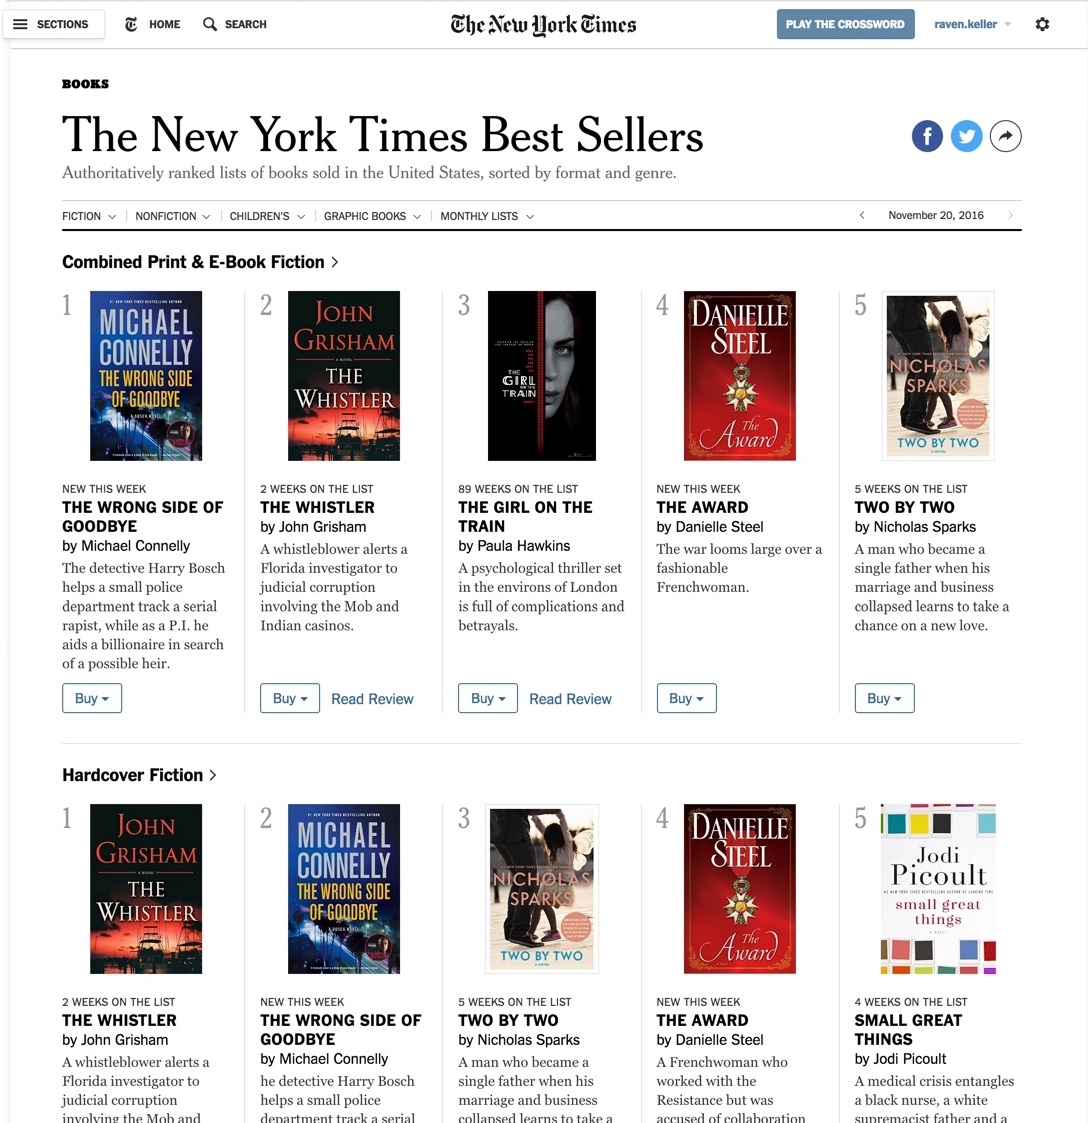 SECTIONS HOME SEARCH The New York Times PLAY THE CROSSWORD raven.keller
BOOKS
The New York Times Best Sellers
Authoritatively ranked lists of books sold in the United States, sorted by format and genre.
FICTION NONFICTION CHILDREN'S GRAPHIC BOOKS MONTHLY LISTS November 20, 2016
Combined Print & E-Book Fiction
1
MICHAEL
CONNELLY
THE WRONG SIDE
OF GOODBYE
NEW THIS WEEK
THE WRONG SIDE OF
GOODBYE
by Michael Connelly
The detective Harry Bosch
helps a small police
department track a serial
rapist, while as a P.I. he
aids a billionaire in search
of a possible heir.
Buy
2
JOHN
GRISHAM
A NOVEL
THE
WHISTLER
2 WEEKS ON THE LIST
THE WHISTLER
by John Grisham
A whistleblower alerts a
Florida investigator to
judicial corruption
involving the Mob and
Indian casinos.
Buy Read Review
3
THE
GIRL
ON THE
TRAIN
89 WEEKS ON THE LIST
THE GIRL ON THE
TRAIN
by Paula Hawkins
A psychological thriller set
in the environs of London
is full of complications and
betrayals.
Buy Read Review
4
DANIELLE
STEEL
The
Award
NEW THIS WEEK
THE AWARD
by Danielle Steel
The war looms large over a
fashionable
Frenchwoman.
Buy
5
NICHOLAS
SPARKS
TWO BY TWO
A NOVEL
5 WEEKS ON THE LIST
TWO BY TWO
by Nicholas Sparks
A man who became a
single father when his
marriage and business
collapsed learns to take a
chance on a new love.
Buy
Hardcover Fiction
1
JOHN
GRISHAM
A NOVEL
THE
WHISTLER
2 WEEKS ON THE LIST
THE WHISTLER
by John Grisham
A whistleblower alerts a
Florida investigator to
judicial corruption
involving the Mob and
2
MICHAEL
CONNELLY
THE WRONG SIDE
OF GOODBYE
NEW THIS WEEK
THE WRONG SIDE OF
GOODBYE
by Michael Connelly
he detective Harry Bosch
helps a small police
department track a serial
3
NICHOLAS
SPARKS
TWO BY TWO
A NOVEL
5 WEEKS ON THE LIST
TWO BY TWO
by Nicholas Sparks
A man who became a
single father when his
marriage and business
collapsed learns to take a
4
DANIELLE
STEEL
The
Award
NEW THIS WEEK
THE AWARD
by Danielle Steel
A Frenchwoman who
worked with the
Resistance but was
accused of collaboration
5
Jodi
Picoult
#1 NEW YORK TIMES BESTSELLING AUTHOR OF LEAVING TIME
small great
things
A NOVEL
4 WEEKS ON THE LIST
SMALL GREAT
THINGS
by Jodi Picoult
A medical crisis entangles
a black nurse, a white
supremacist father and a